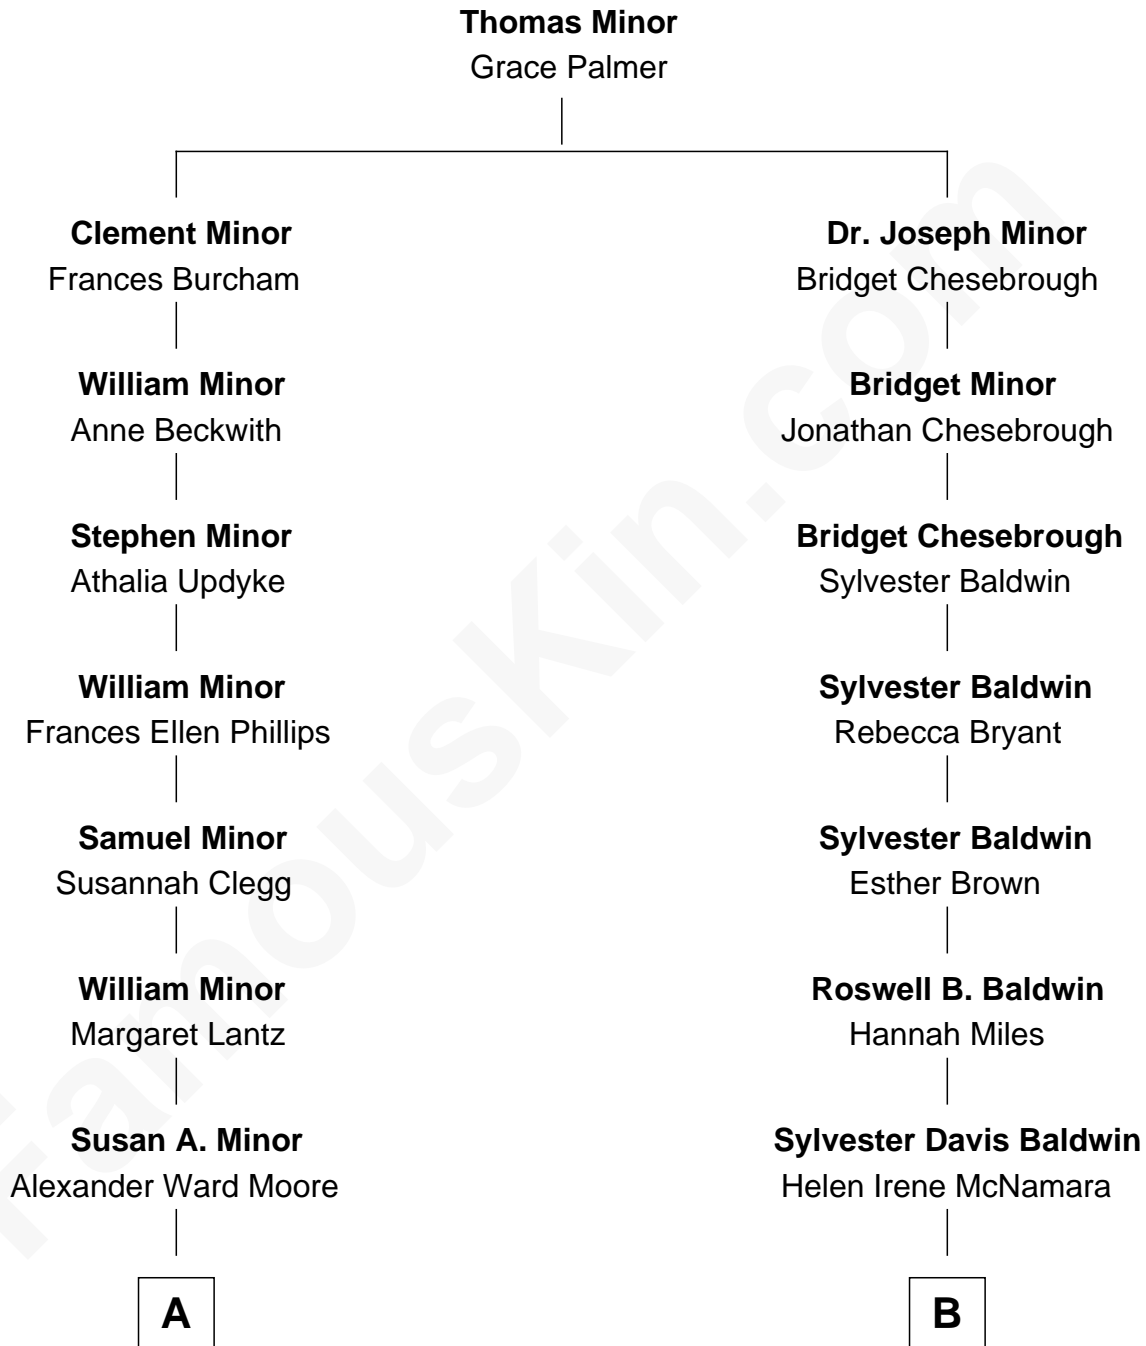 Thomas Minor
Grace Palmer
Clement Minor
Frances Burcham
William Minor
Anne Beckwith
Stephen Minor
Athalia Updyke
William Minor
Frances Ellen Phillips
Samuel Minor
Susannah Clegg
William Minor
Margaret Lantz
Susan A. Minor
Alexander Ward Moore
A
Dr. Joseph Minor
Bridget Chesebrough
Bridget Minor
Jonathan Chesebrough
Bridget Chesebrough
Sylvester Baldwin
Sylvester Baldwin
Rebecca Bryant
Sylvester Baldwin
Esther Brown
Roswell B. Baldwin
Hannah Miles
Sylvester Davis Baldwin
Helen Irene McNamara
B
FamousKin.com